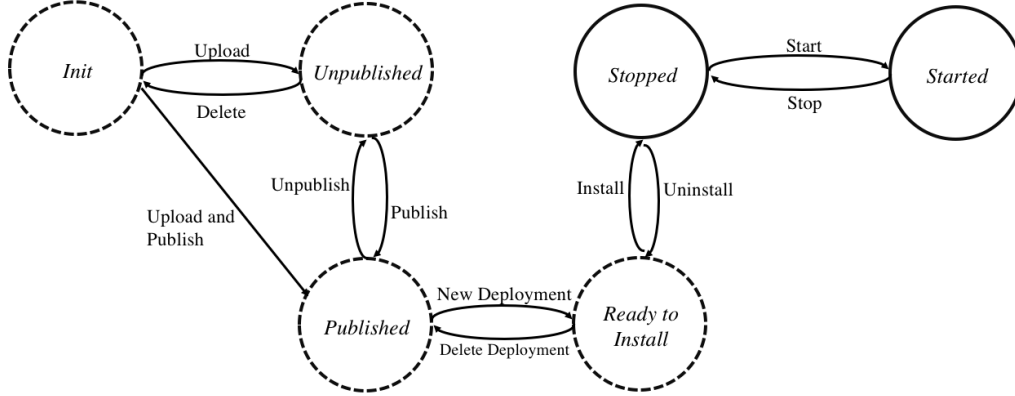 Init
Upload
Delete
Unpublished
Stopped
Start
Stop
Started
Unpublish
Publish
Install
Uninstall
Upload and
Publish
Published
New Deployment
Delete Deployment
Ready to
Install